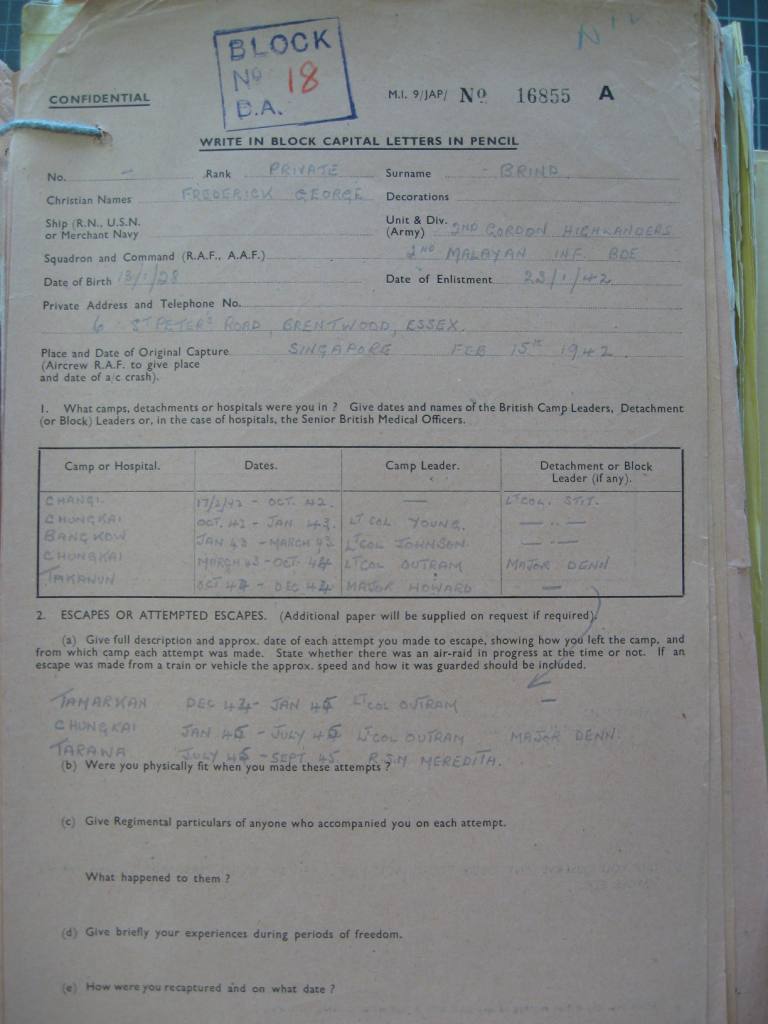 N
BLOCK
No 18
D.A.
CONFIDENTIAL
M.I. 9/JAP/ No 16855 A
WRITE IN BLOCK CAPITAL LETTERS IN PENCIL
No. - Rank PRIVATE Surname BRIND
Christian Names FREDERICK GEORGE Decorations
Ship (R.N., U.S.N. or Merchant Navy
Unit & Div. (Army) 2ND GORDON HIGHLANDERS
Squadron and Command (R.A.F., A.A.F.) 2ND MALAYAN INF. BDE
Date of Birth 13/1/28 Date of Enlistment 23/1/42
Private Address and Telephone No.
6 ST PETER'S ROAD, BRENTWOOD, ESSEX.
Place and Date of Original Capture SINGAPORE FEB 15TH 1942.
(Aircrew R.A.F. to give place
and date of a/c crash).
1. What camps, detachments or hospitals were you in ? Give dates and names of the British Camp Leaders, Detachment
(or Block) Leaders or, in the case of hospitals, the Senior British Medical Officers.
Camp or Hospital. Dates. Camp Leader. Detachment or Block Leader (if any).
CHANGI. 17/2/42 - OCT. 42. — LT COL. STIT.
CHUNGKAI OCT. 42 - JAN 43. LT COL YOUNG. — .. —
BANGKOW JAN 43 - MARCH 43 LT COL JOHNSON — .. —
CHUNGKAI MARCH 43 - OCT. 44 LT COL OUTRAM MAJOR DENN
TAKANUN OCT 44 - DEC 44 MAJOR HOWARD —
2. ESCAPES OR ATTEMPTED ESCAPES. (Additional paper will be supplied on request if required).
(a) Give full description and approx. date of each attempt you made to escape, showing how you left the camp, and
from which camp each attempt was made. State whether there was an air-raid in progress at the time or not. If an
escape was made from a train or vehicle the approx. speed and how it was guarded should be included.
TAMARKAN DEC 44 - JAN 45 LT COL OUTRAM —
CHUNGKAI JAN 45 - JULY 45 LT COL OUTRAM MAJOR DENN.
TARAWA JULY 45 - SEPT. 45 R.S.M MEREDITH.
(b) Were you physically fit when you made these attempts ?
(c) Give Regimental particulars of anyone who accompanied you on each attempt.
What happened to them ?
(d) Give briefly your experiences during periods of freedom.
(e) How were you recaptured and on what date ?